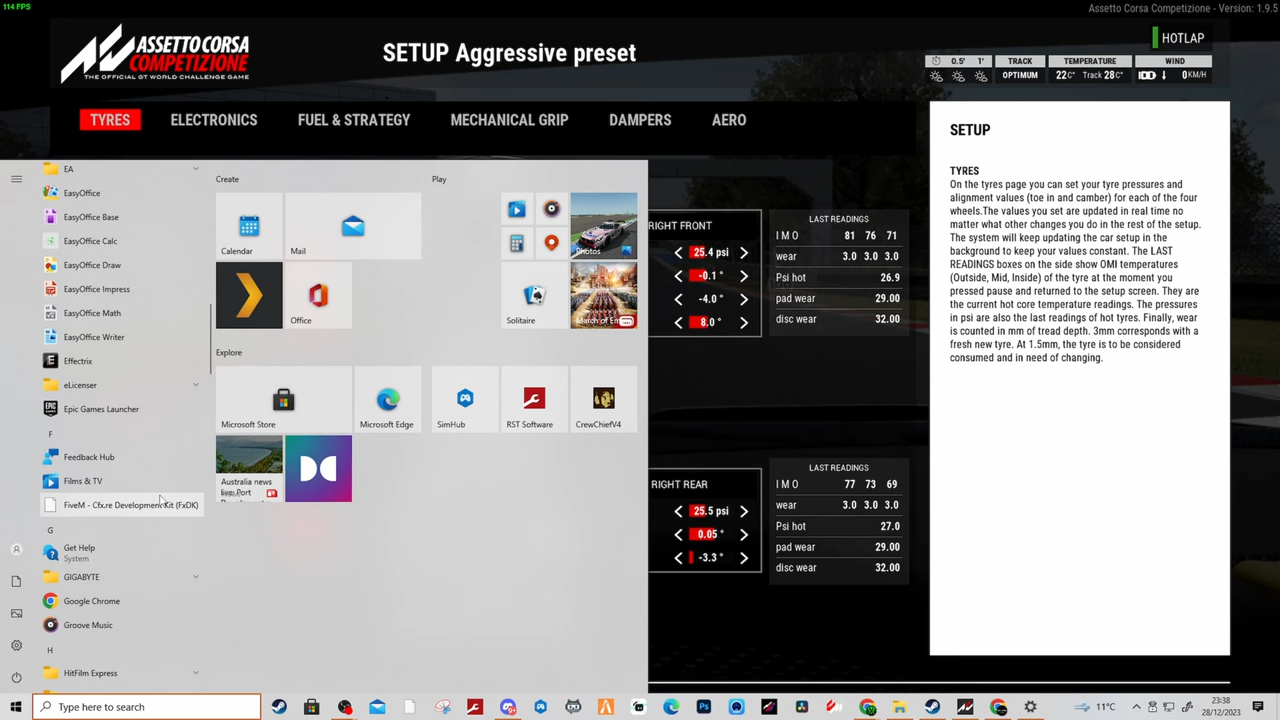 114 FPS
Assetto Corsa Competizione - Version: 1.9.5
ASSETTO CORSA
COMPETIZIONE
THE OFFICIAL GT WORLD CHALLENGE GAME
SETUP Aggressive preset
HOTLAP
0.5' 1' TRACK TEMPERATURE WIND
OPTIMUM 22C° Track 28C° 0KM/H
TYRES ELECTRONICS FUEL & STRATEGY MECHANICAL GRIP DAMPERS AERO
SETUP
TYRES
On the tyres page you can set your tyre pressures and
alignment values (toe in and camber) for each of the four
wheels.The values you set are updated in real time no
matter what other changes you do in the rest of the setup.
The system will keep updating the car setup in the
background to keep your values constant. The LAST
READINGS boxes on the side show OMI temperatures
(Outside, Mid, Inside) of the tyre at the moment you
pressed pause and returned to the setup screen. They are
the current hot core temperature readings. The pressures
in psi are also the last readings of hot tyres. Finally, wear
is counted in mm of tread depth. 3mm corresponds with a
fresh new tyre. At 1.5mm, the tyre is to be considered
consumed and in need of changing.
EA
EasyOffice
EasyOffice Base
EasyOffice Calc
EasyOffice Draw
EasyOffice Impress
EasyOffice Math
EasyOffice Writer
Effectrix
eLicenser
Epic Games Launcher
F
Feedback Hub
Films & TV
FiveM - Cfx.re Development Kit (FxDK)
G
Get Help
System
GIGABYTE
Google Chrome
Groove Music
H
HitFilm Express
Create
Calendar
Mail
Office
Explore
Microsoft Store
Microsoft Edge
Australia news
live: Port
Play
Photos
Solitaire
SimHub
RST Software
CrewChiefV4
RIGHT FRONT
25.4 psi
-0.1 °
-4.0 °
8.0 °
LAST READINGS
I M O 81 76 71
wear 3.0 3.0 3.0
Psi hot 26.9
pad wear 29.00
disc wear 32.00
RIGHT REAR
25.5 psi
0.05 °
-3.3 °
LAST READINGS
I M O 77 73 69
wear 3.0 3.0 3.0
Psi hot 27.0
pad wear 29.00
disc wear 32.00
Type here to search
11°C
23:38
28/12/2023